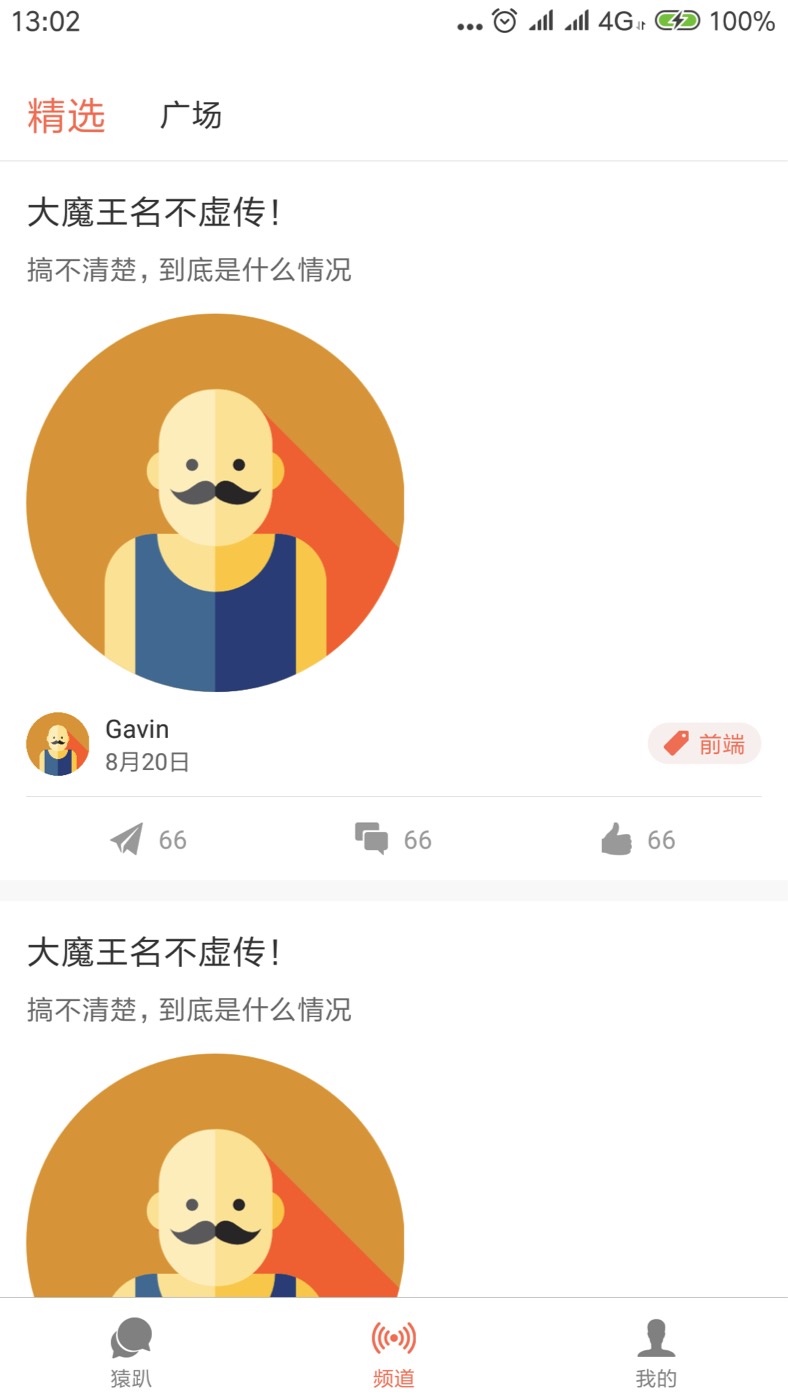 13:02 4G 100%
精选 广场
大魔王名不虚传！
搞不清楚，到底是什么情况
Gavin
8月20日
前端
66 66 66
大魔王名不虚传！
搞不清楚，到底是什么情况
猿趴 频道 我的